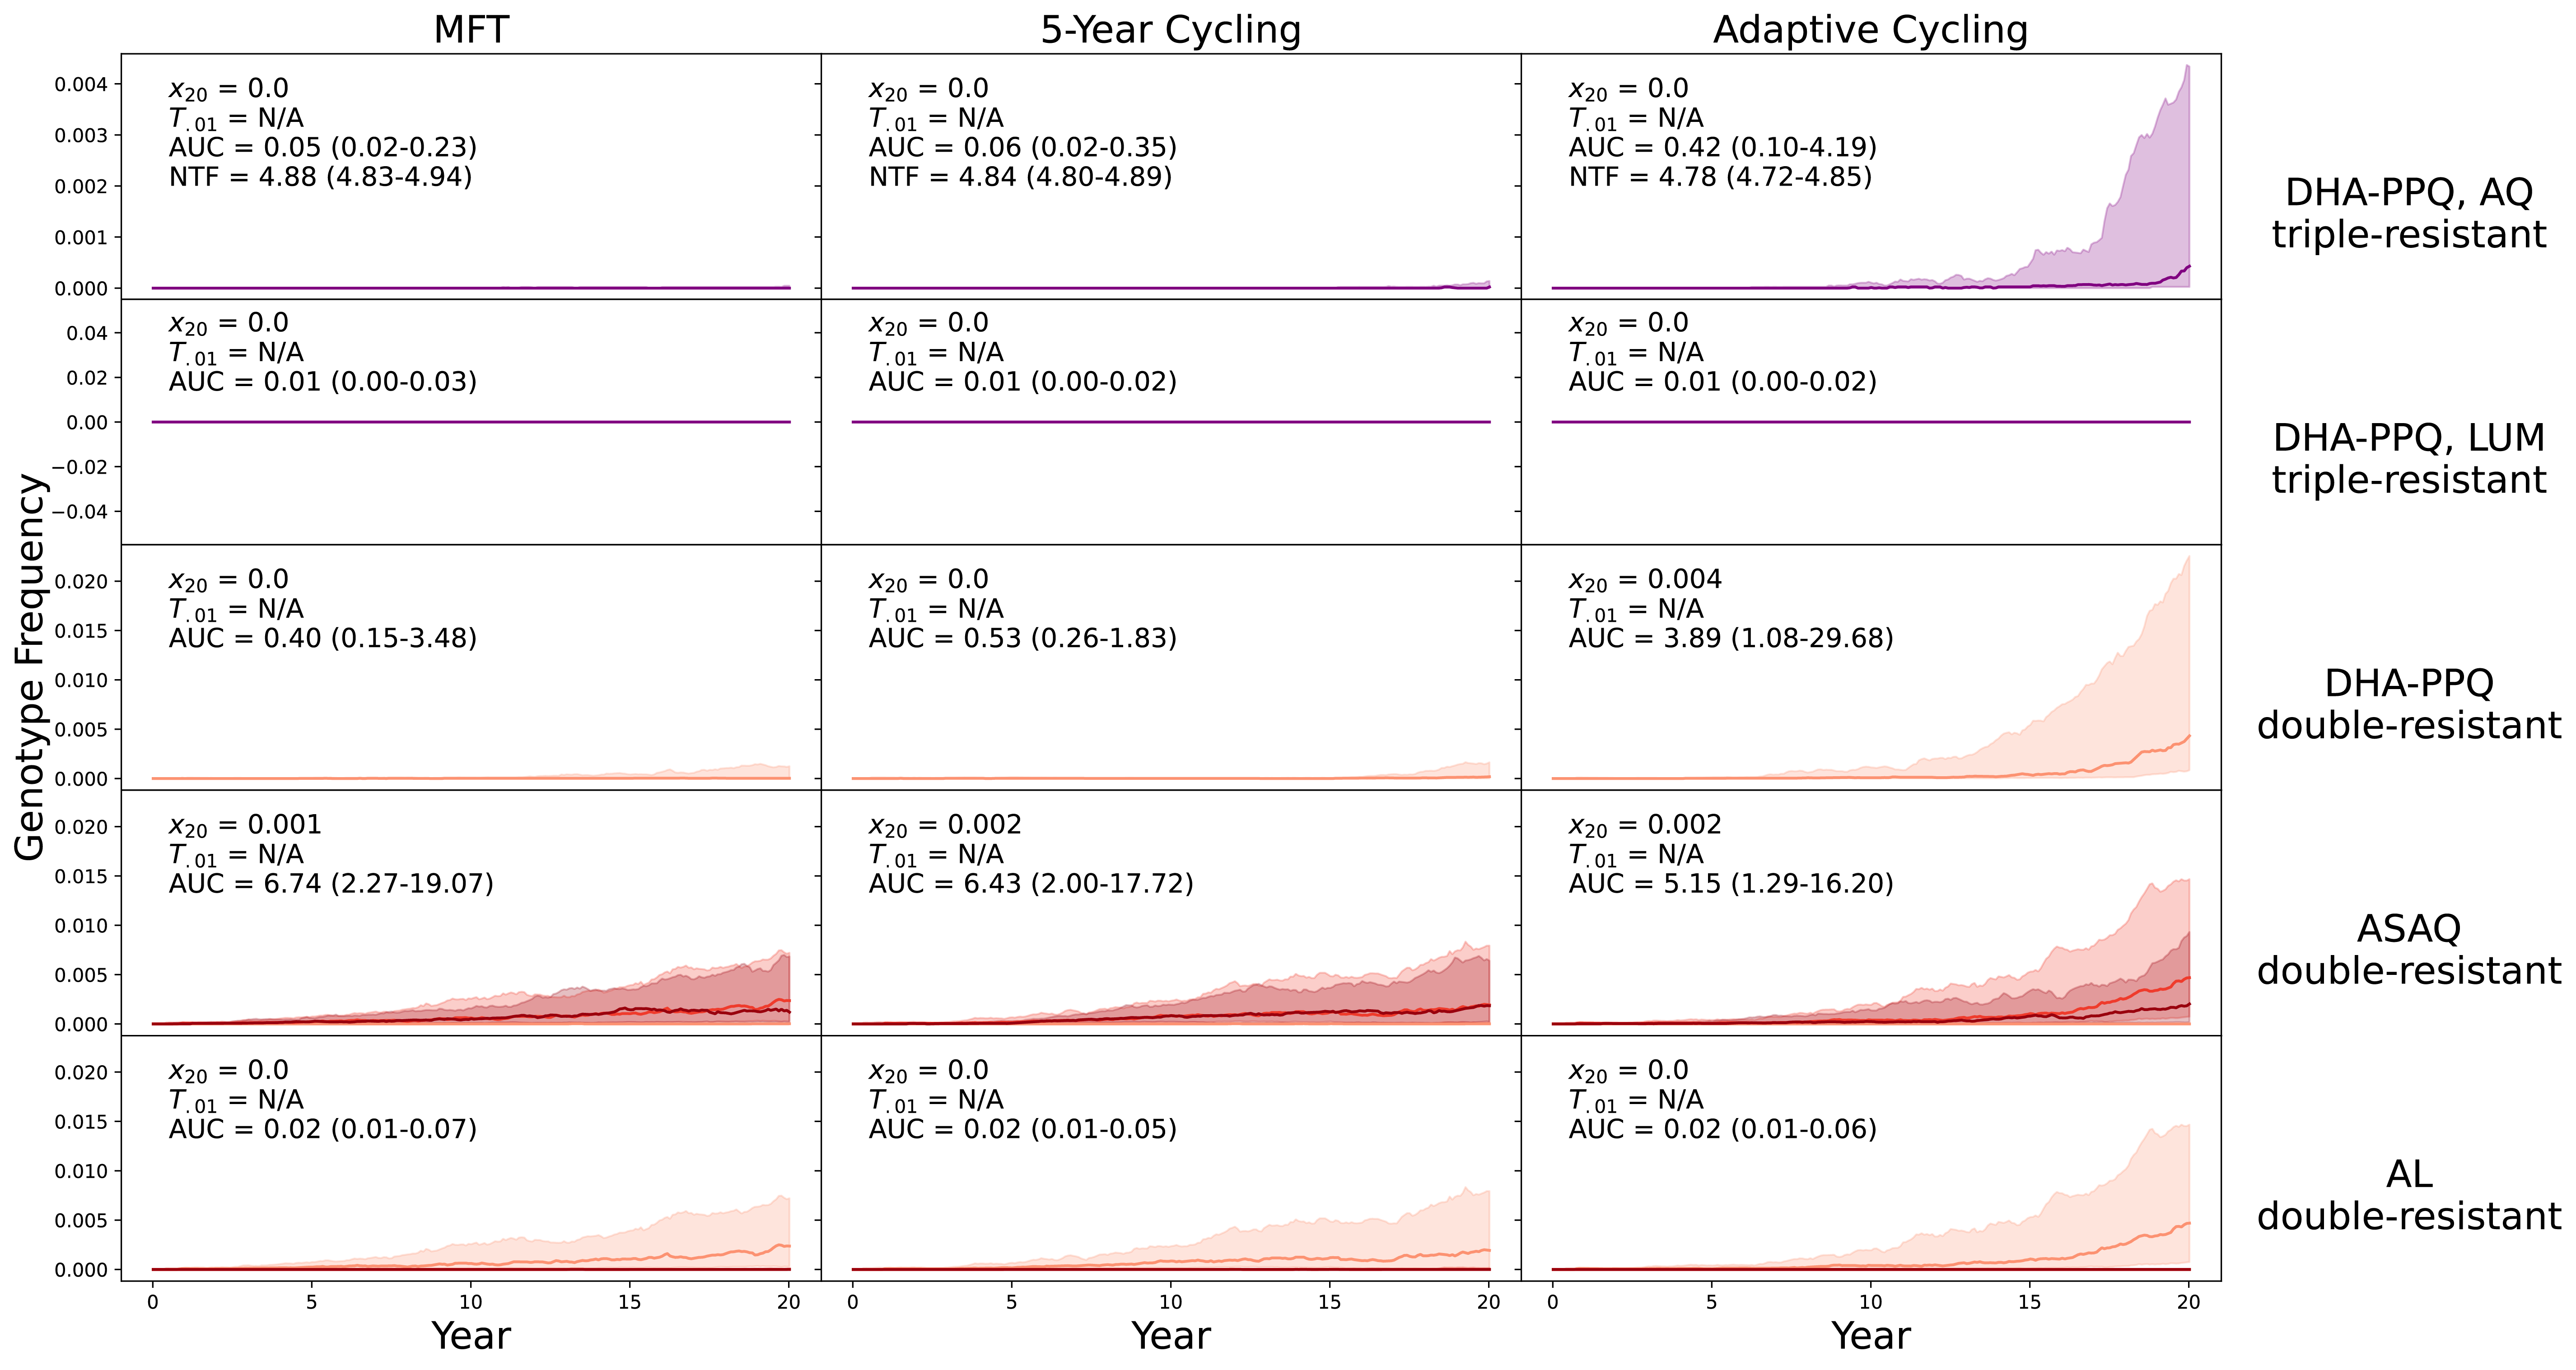 MFT
5-Year Cycling
Adaptive Cycling
Genotype Frequency
0.004
0.003
0.002
0.001
0.000
x20 = 0.0
T.01 = N/A
AUC = 0.05 (0.02-0.23)
NTF = 4.88 (4.83-4.94)
x20 = 0.0
T.01 = N/A
AUC = 0.06 (0.02-0.35)
NTF = 4.84 (4.80-4.89)
x20 = 0.0
T.01 = N/A
AUC = 0.42 (0.10-4.19)
NTF = 4.78 (4.72-4.85)
DHA-PPQ, AQ
triple-resistant
0.04
0.02
0.00
−0.02
−0.04
x20 = 0.0
T.01 = N/A
AUC = 0.01 (0.00-0.03)
x20 = 0.0
T.01 = N/A
AUC = 0.01 (0.00-0.02)
x20 = 0.0
T.01 = N/A
AUC = 0.01 (0.00-0.02)
DHA-PPQ, LUM
triple-resistant
0.020
0.015
0.010
0.005
0.000
x20 = 0.0
T.01 = N/A
AUC = 0.40 (0.15-3.48)
x20 = 0.0
T.01 = N/A
AUC = 0.53 (0.26-1.83)
x20 = 0.004
T.01 = N/A
AUC = 3.89 (1.08-29.68)
DHA-PPQ
double-resistant
0.020
0.015
0.010
0.005
0.000
x20 = 0.001
T.01 = N/A
AUC = 6.74 (2.27-19.07)
x20 = 0.002
T.01 = N/A
AUC = 6.43 (2.00-17.72)
x20 = 0.002
T.01 = N/A
AUC = 5.15 (1.29-16.20)
ASAQ
double-resistant
0.020
0.015
0.010
0.005
0.000
x20 = 0.0
T.01 = N/A
AUC = 0.02 (0.01-0.07)
x20 = 0.0
T.01 = N/A
AUC = 0.02 (0.01-0.05)
x20 = 0.0
T.01 = N/A
AUC = 0.02 (0.01-0.06)
AL
double-resistant
0 5 10 15 20
0 5 10 15 20
0 5 10 15 20
Year
Year
Year